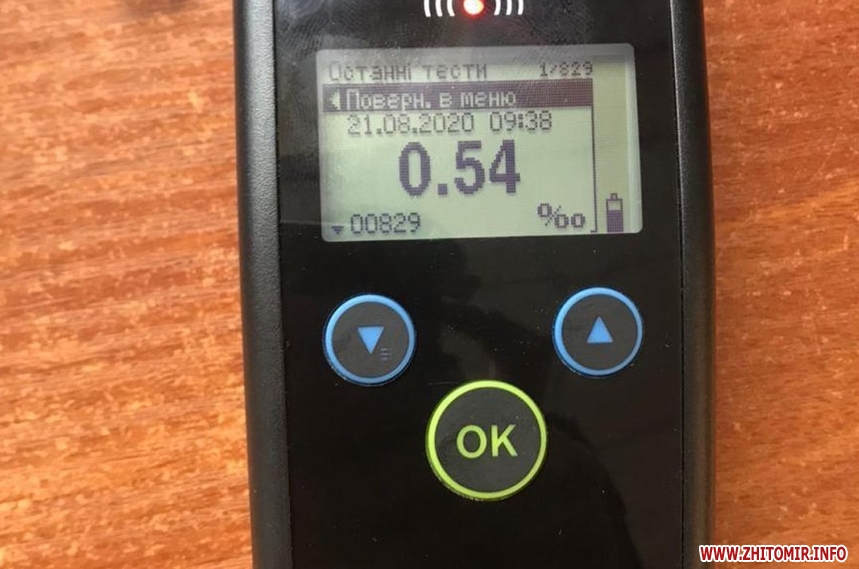 Останні тести 1/829
Поверн. в меню
21.08.2020 09:38
0.54
00829 ‰
OK
WWW.ZHITOMIR.INFO